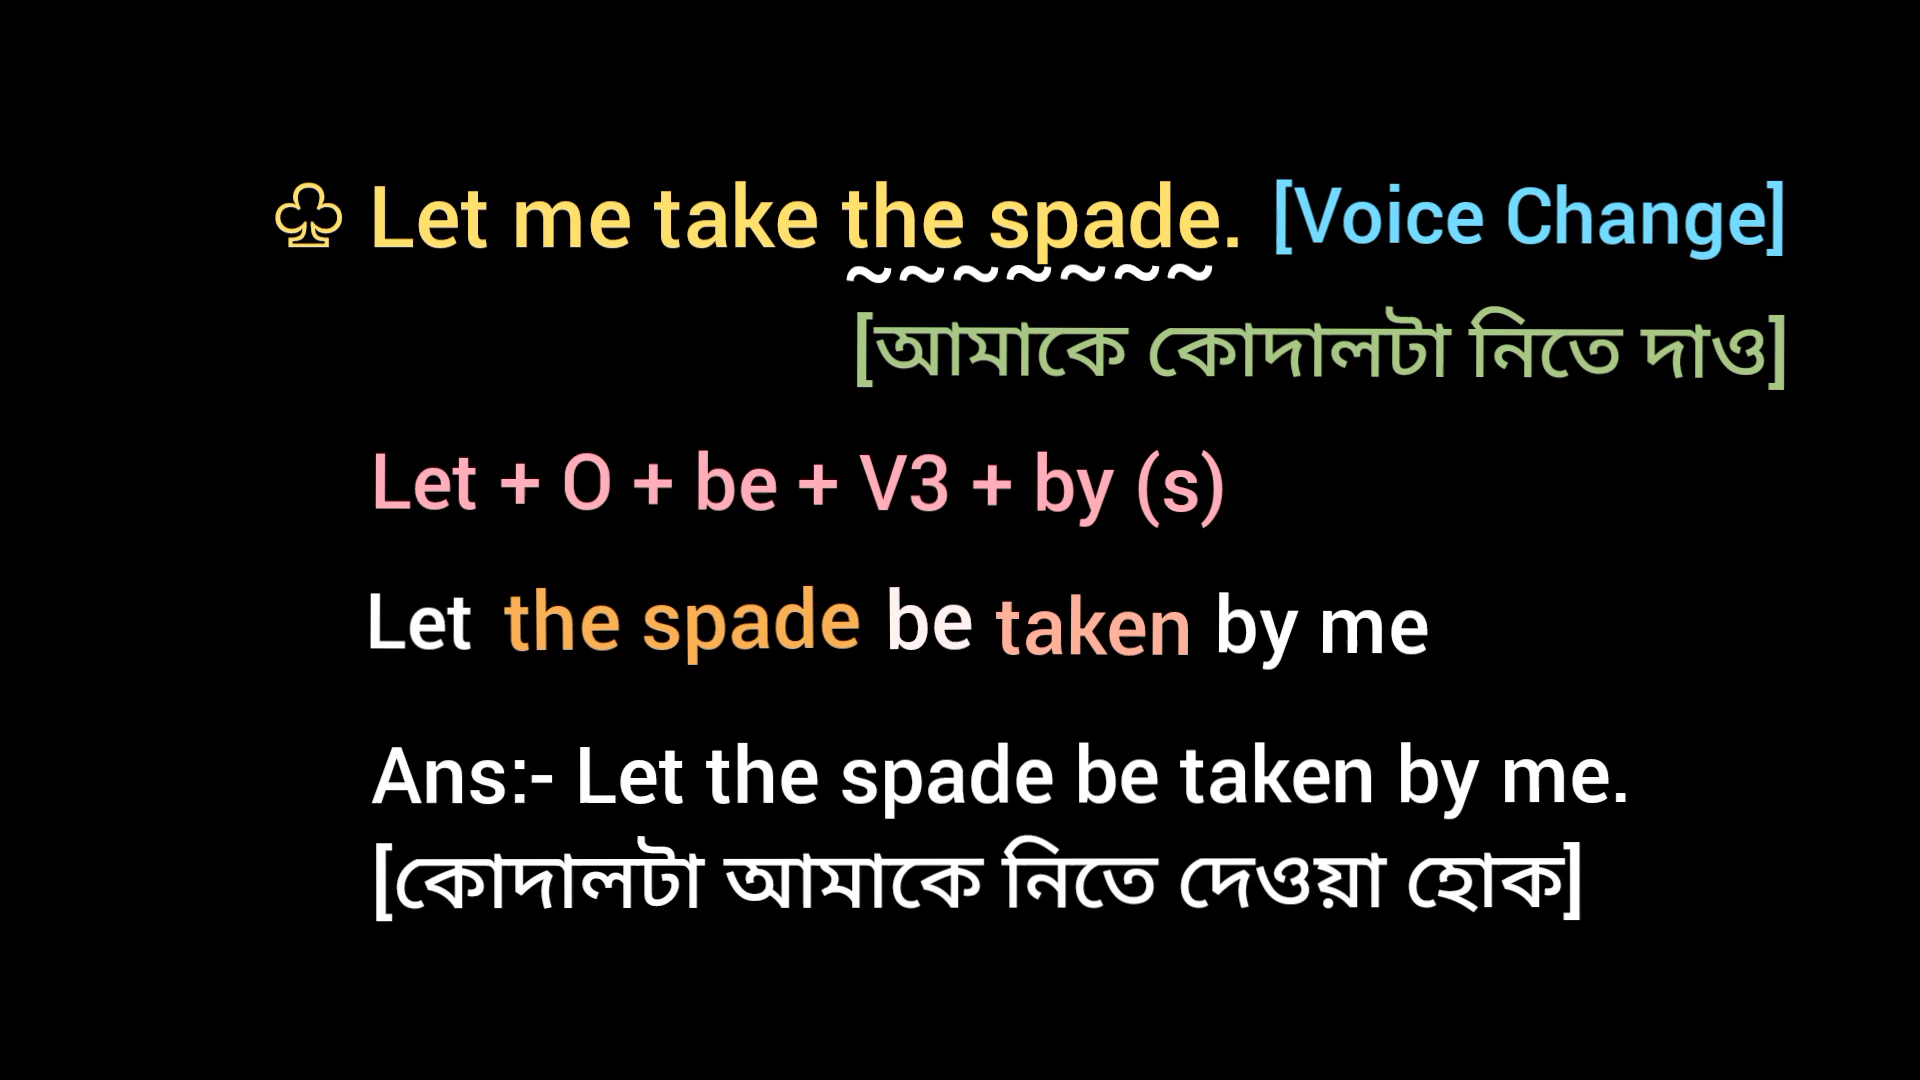 ♧ Let me take the spade. [Voice Change]
~~~~~~~
[আমাকে কোদালটা নিতে দাও]
Let + O + be + V3 + by (s)
Let the spade be taken by me
Ans:- Let the spade be taken by me.
[কোদালটা আমাকে নিতে দেওয়া হোক]